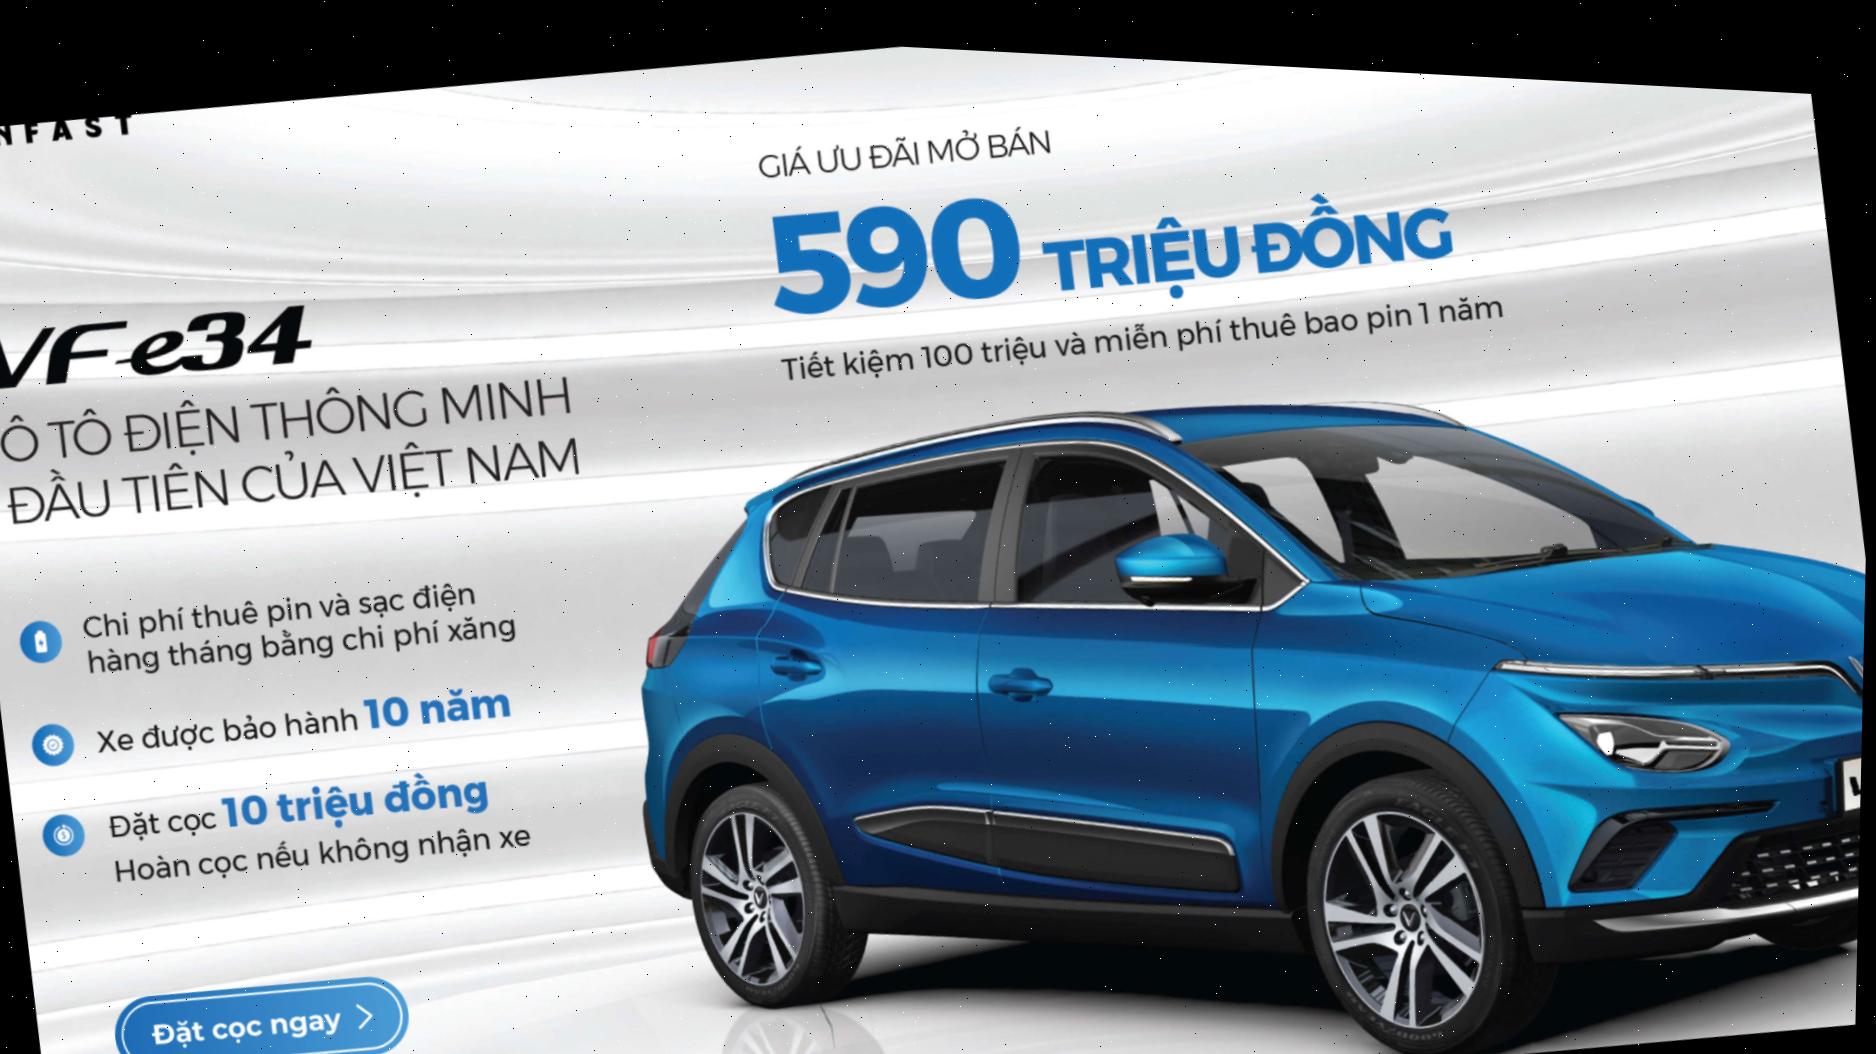 NFAST
VF e34
Ô TÔ ĐIỆN THÔNG MINH
ĐẦU TIÊN CỦA VIỆT NAM
Chi phí thuê pin và sạc điện
hàng tháng bằng chi phí xăng
Xe được bảo hành 10 năm
Đặt cọc 10 triệu đồng
Hoàn cọc nếu không nhận xe
Đặt cọc ngay
GIÁ ƯU ĐÃI MỞ BÁN
590 TRIỆU ĐỒNG
Tiết kiệm 100 triệu và miễn phí thuê bao pin 1 năm